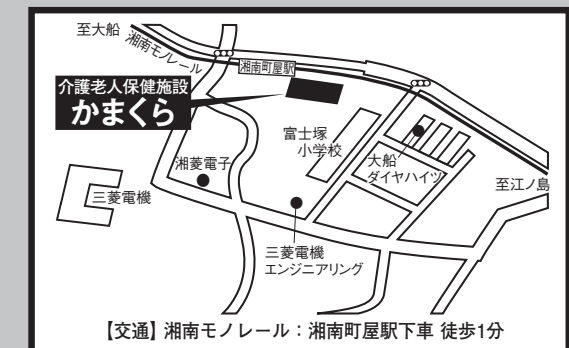 至大船
湘南モノレール
湘南町屋駅
介護老人保健施設
かまくら
富士塚
小学校
大船
ダイヤハイツ
湘菱電子
至江ノ島
三菱電機
三菱電機
エンジニアリング
【交通】湘南モノレール：湘南町屋駅下車 徒歩1分